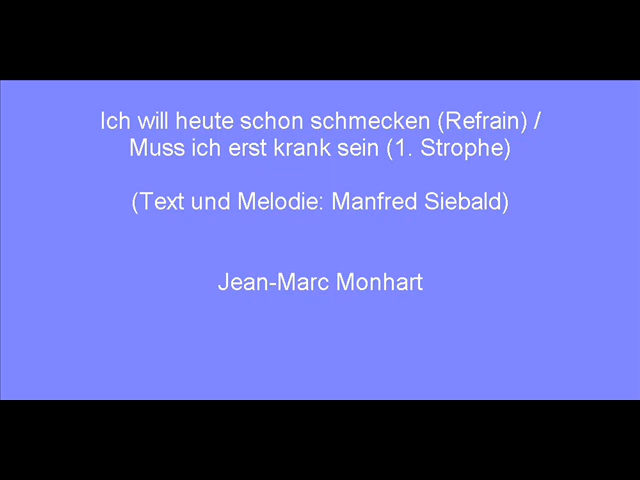 Ich will heute schon schmecken (Refrain) /
Muss ich erst krank sein (1. Strophe)
(Text und Melodie: Manfred Siebald)
Jean-Marc Monhart